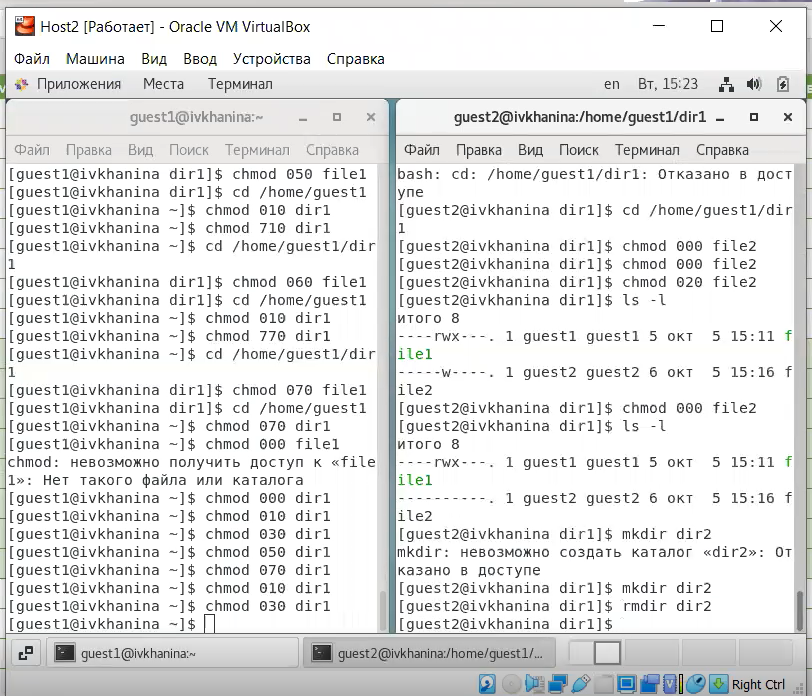 Host2 [Работает] - Oracle VM VirtualBox
Файл Машина Вид Ввод Устройства Справка
Приложения Места Терминал en Вт, 15:23
guest1@ivkhanina:~
Файл Правка Вид Поиск Терминал Справка
[guest1@ivkhanina dir1]$ chmod 050 file1
[guest1@ivkhanina dir1]$ cd /home/guest1
[guest1@ivkhanina ~]$ chmod 010 dir1
[guest1@ivkhanina ~]$ chmod 710 dir1
[guest1@ivkhanina ~]$ cd /home/guest1/dir
1
[guest1@ivkhanina dir1]$ chmod 060 file1
[guest1@ivkhanina dir1]$ cd /home/guest1
[guest1@ivkhanina ~]$ chmod 010 dir1
[guest1@ivkhanina ~]$ chmod 770 dir1
[guest1@ivkhanina ~]$ cd /home/guest1/dir
1
[guest1@ivkhanina dir1]$ chmod 070 file1
[guest1@ivkhanina dir1]$ cd /home/guest1
[guest1@ivkhanina ~]$ chmod 070 dir1
[guest1@ivkhanina ~]$ chmod 000 file1
chmod: невозможно получить доступ к «file
1»: Нет такого файла или каталога
[guest1@ivkhanina ~]$ chmod 000 dir1
[guest1@ivkhanina ~]$ chmod 010 dir1
[guest1@ivkhanina ~]$ chmod 030 dir1
[guest1@ivkhanina ~]$ chmod 050 dir1
[guest1@ivkhanina ~]$ chmod 070 dir1
[guest1@ivkhanina ~]$ chmod 010 dir1
[guest1@ivkhanina ~]$ chmod 030 dir1
[guest1@ivkhanina ~]$
guest2@ivkhanina:/home/guest1/dir1
Файл Правка Вид Поиск Терминал Справка
bash: cd: /home/guest1/dir1: Отказано в дост
упе
[guest2@ivkhanina dir1]$ cd /home/guest1/dir
1
[guest2@ivkhanina dir1]$ chmod 000 file2
[guest2@ivkhanina dir1]$ chmod 000 file2
[guest2@ivkhanina dir1]$ chmod 020 file2
[guest2@ivkhanina dir1]$ ls -l
итого 8
----rwx---. 1 guest1 guest1 5 окт  5 15:11 f
ile1
-----w----. 1 guest2 guest2 6 окт  5 15:16 f
ile2
[guest2@ivkhanina dir1]$ chmod 000 file2
[guest2@ivkhanina dir1]$ ls -l
итого 8
----rwx---. 1 guest1 guest1 5 окт  5 15:11 f
ile1
----------. 1 guest2 guest2 6 окт  5 15:16 f
ile2
[guest2@ivkhanina dir1]$ mkdir dir2
mkdir: невозможно создать каталог «dir2»: От
казано в доступе
[guest2@ivkhanina dir1]$ mkdir dir2
[guest2@ivkhanina dir1]$ rmdir dir2
[guest2@ivkhanina dir1]$
guest1@ivkhanina:~ guest2@ivkhanina:/home/guest1/...
Right Ctrl